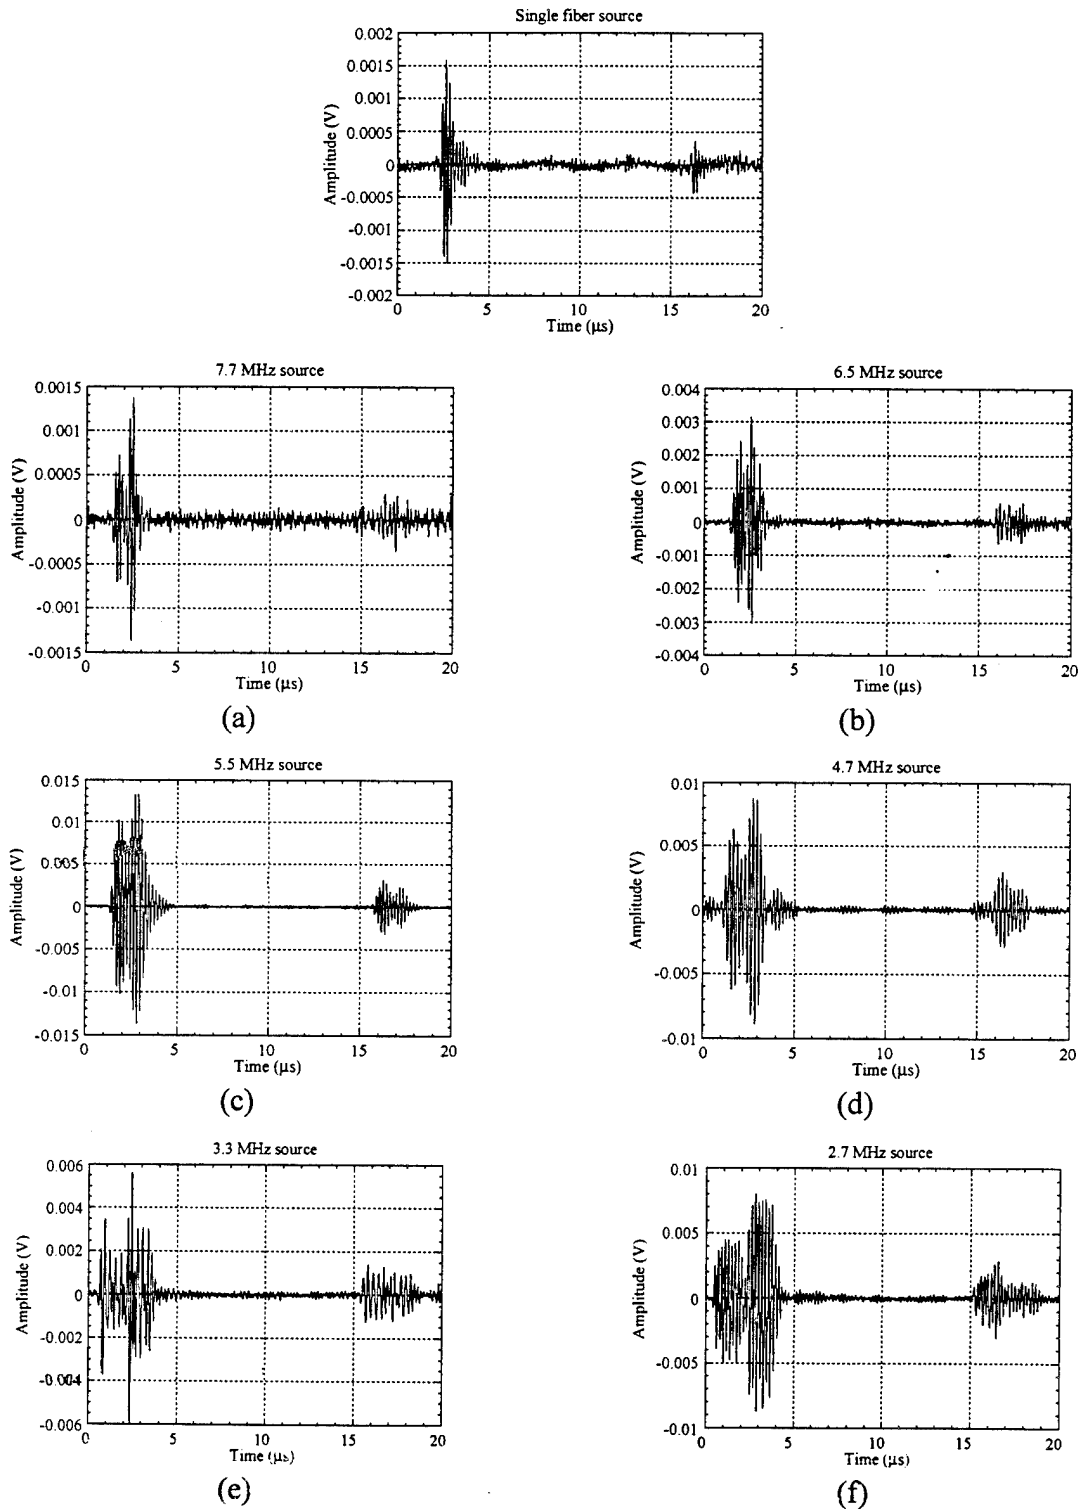 Single fiber source
0.002
0.0015
0.001
0.0005
0
-0.0005
-0.001
-0.0015
-0.002
Amplitude (V)
0 5 10 15 20
Time (µs)
7.7 MHz source
0.0015
0.001
0.0005
0
-0.0005
-0.001
-0.0015
Amplitude (V)
0 5 10 15 20
Time (µs)
(a)
6.5 MHz source
0.004
0.003
0.002
0.001
0
-0.001
-0.002
-0.003
-0.004
Amplitude (V)
0 5 10 15 20
Time (µs)
(b)
5.5 MHz source
0.015
0.01
0.005
0
-0.005
-0.01
-0.015
Amplitude (V)
0 5 10 15 20
Time (µs)
(c)
4.7 MHz source
0.01
0.005
0
-0.005
-0.01
Amplitude (V)
0 5 10 15 20
Time (µs)
(d)
3.3 MHz source
0.006
0.004
0.002
0
-0.002
-0.004
-0.006
Amplitude (V)
0 5 10 15 20
Time (µs)
(e)
2.7 MHz source
0.01
0.005
0
-0.005
-0.01
Amplitude (V)
0 5 10 15 20
Time (µs)
(f)